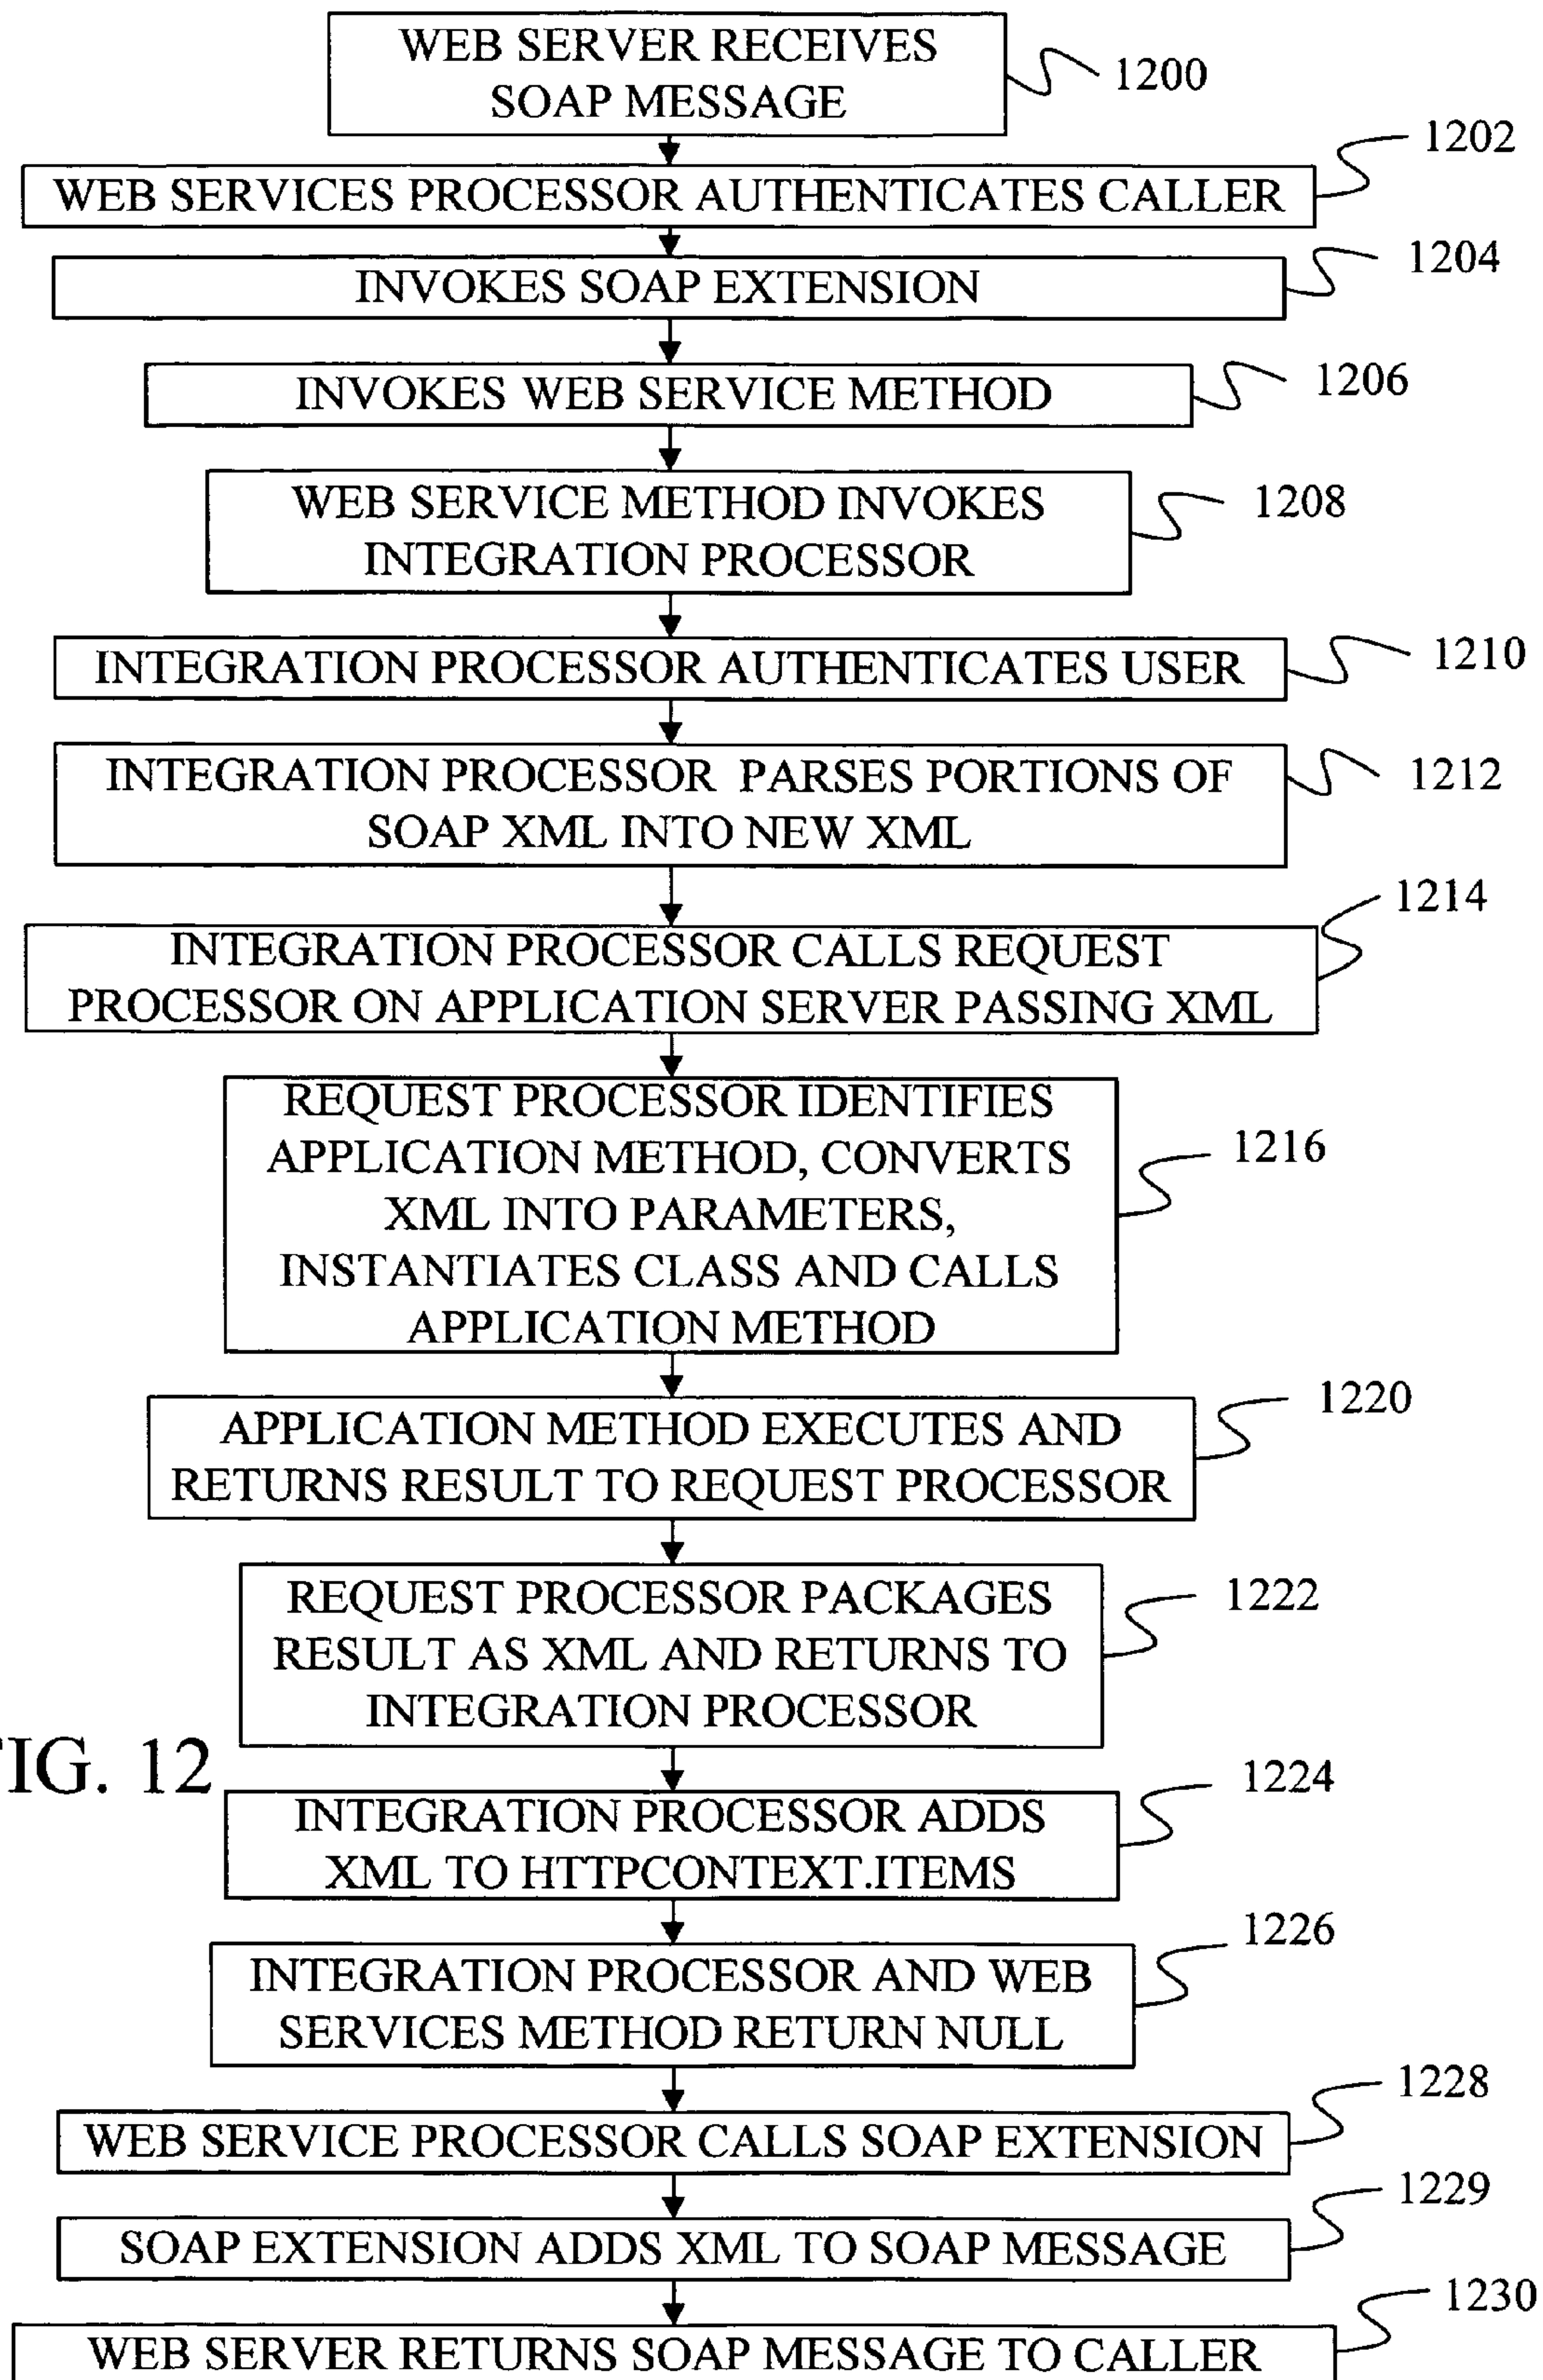 WEB SERVER RECEIVES
SOAP MESSAGE
1200
WEB SERVICES PROCESSOR AUTHENTICATES CALLER
1202
INVOKES SOAP EXTENSION
1204
INVOKES WEB SERVICE METHOD
1206
WEB SERVICE METHOD INVOKES
INTEGRATION PROCESSOR
1208
INTEGRATION PROCESSOR AUTHENTICATES USER
1210
INTEGRATION PROCESSOR PARSES PORTIONS OF
SOAP XML INTO NEW XML
1212
INTEGRATION PROCESSOR CALLS REQUEST
PROCESSOR ON APPLICATION SERVER PASSING XML
1214
REQUEST PROCESSOR IDENTIFIES
APPLICATION METHOD, CONVERTS
XML INTO PARAMETERS,
INSTANTIATES CLASS AND CALLS
APPLICATION METHOD
1216
APPLICATION METHOD EXECUTES AND
RETURNS RESULT TO REQUEST PROCESSOR
1220
REQUEST PROCESSOR PACKAGES
RESULT AS XML AND RETURNS TO
INTEGRATION PROCESSOR
1222
IG. 12
INTEGRATION PROCESSOR ADDS
XML TO HTTPCONTEXT.ITEMS
1224
INTEGRATION PROCESSOR AND WEB
SERVICES METHOD RETURN NULL
1226
WEB SERVICE PROCESSOR CALLS SOAP EXTENSION
1228
SOAP EXTENSION ADDS XML TO SOAP MESSAGE
1229
WEB SERVER RETURNS SOAP MESSAGE TO CALLER
1230